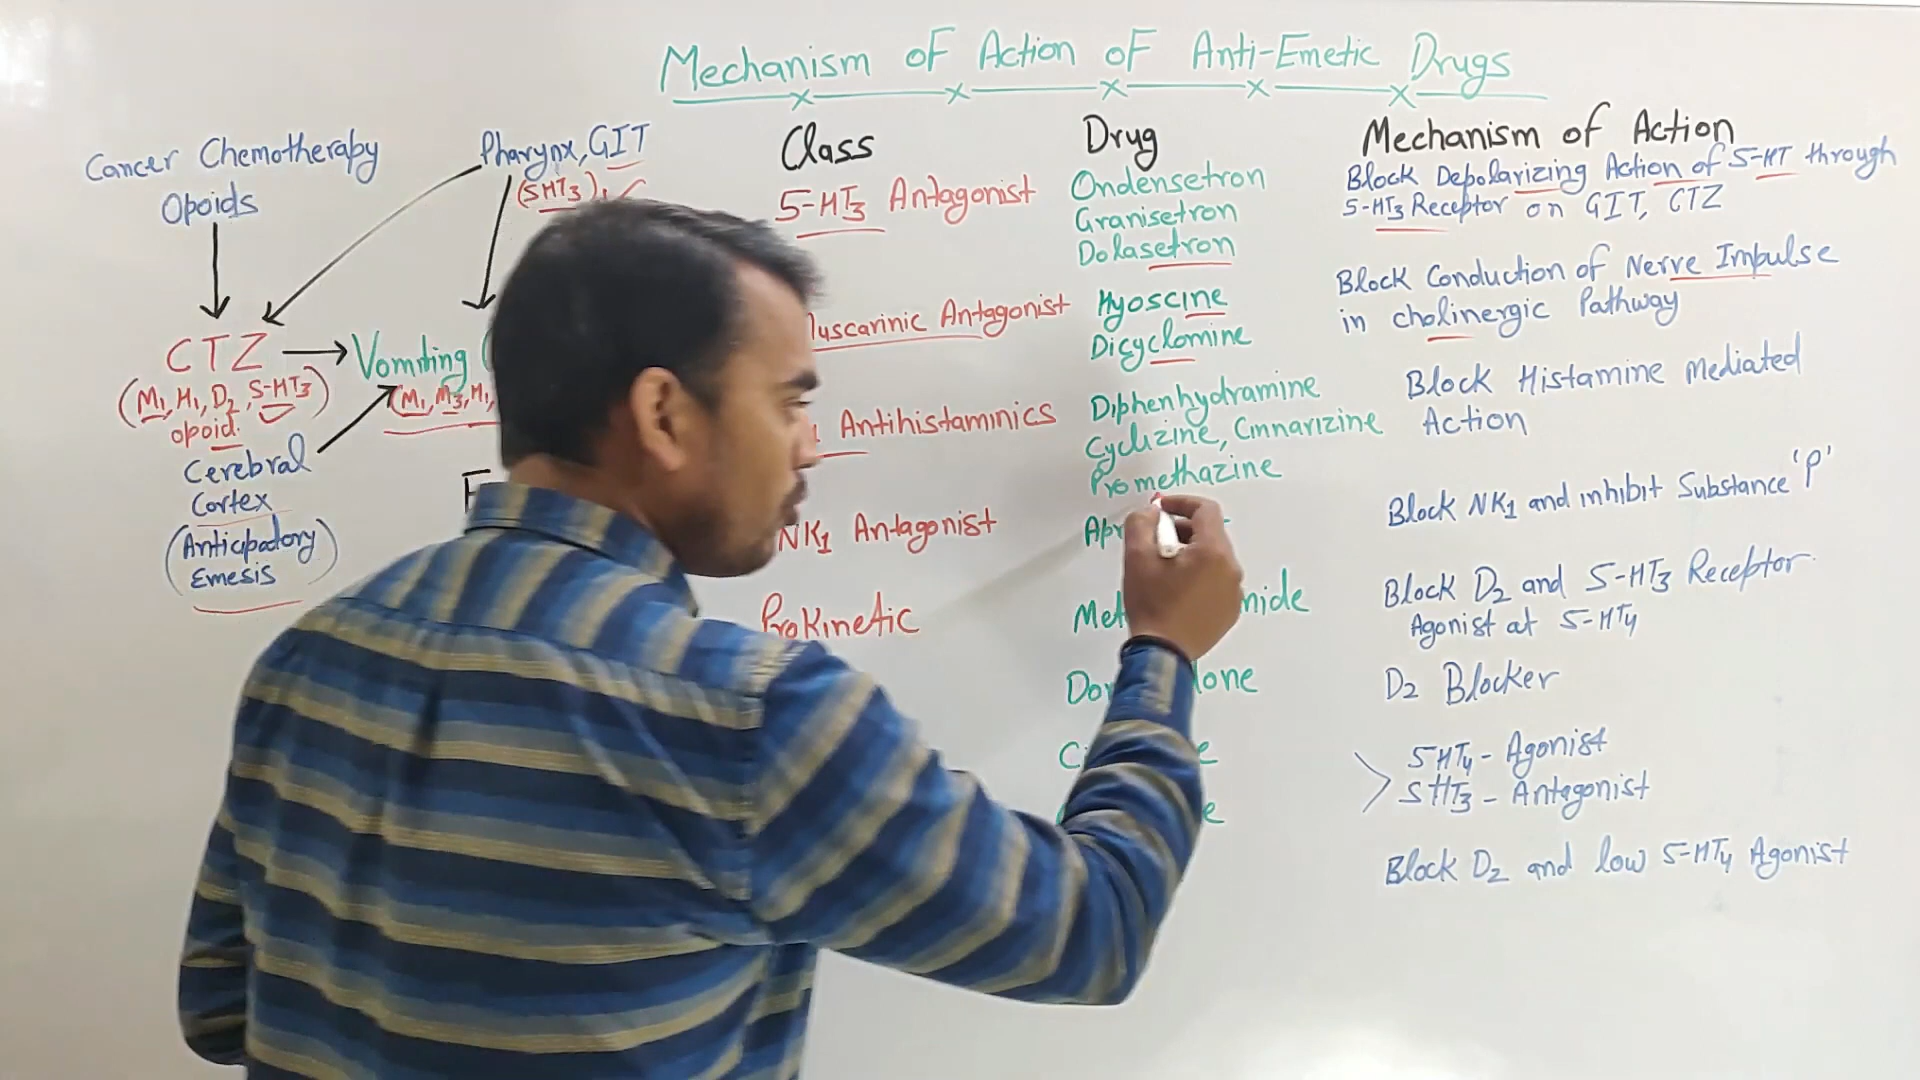 Mechanism of Action of Anti-Emetic Drugs
Cancer Chemotherapy
Opoids
Pharynx, GIT
(5HT3),
CTZ
Vomiting
(M1, H1, D2, 5-HT3)
opoid.
(M1, M3, H1,
Cerebral
Cortex
(Anticipadory
Emesis)
Class
5-HT3 Antagonist
Muscarinic Antagonist
Antihistaminics
NK1 Antagonist
ProKinetic
Drug
Ondensetron
Granisetron
Dolasetron
Hyoscine
Dicyclomine
Diphenhydramine
Cyclizine, Cinnarizine
Promethazine
Mechanism of Action
Block Depolarizing Action of 5-HT through
5-HT3 Receptor on GIT, CTZ
Block Conduction of Nerve Impulse
in cholinergic Pathway
Block Histamine mediated
Action
Block NK1 and inhibit Substance 'P'
Block D2 and 5-HT3 Receptor
Agonist at 5-HT4
D2 Blocker
5HT4 - Agonist
5HT3 - Antagonist
Block D2 and low 5-HT4 Agonist